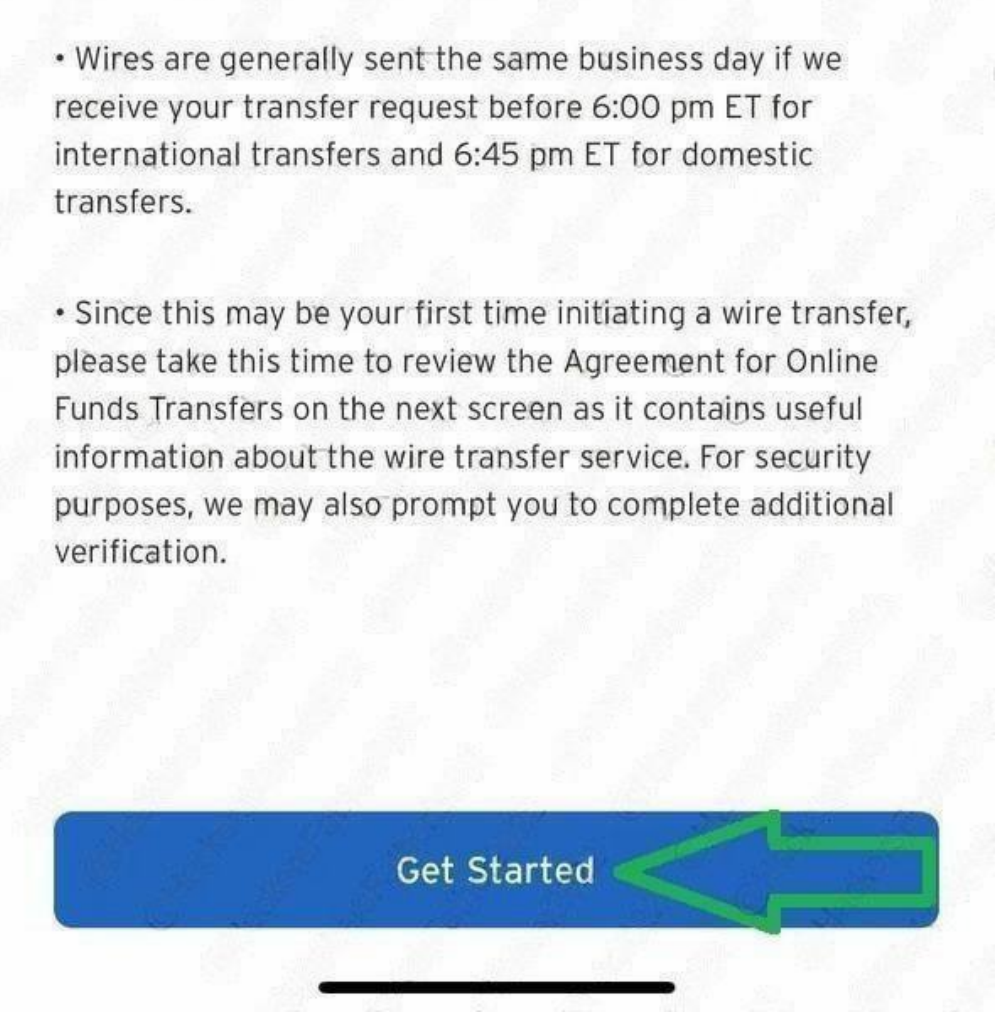 • Wires are generally sent the same business day if we
receive your transfer request before 6:00 pm ET for
international transfers and 6:45 pm ET for domestic
transfers.
• Since this may be your first time initiating a wire transfer,
please take this time to review the Agreement for Online
Funds Transfers on the next screen as it contains useful
information about the wire transfer service. For security
purposes, we may also prompt you to complete additional
verification.
Get Started